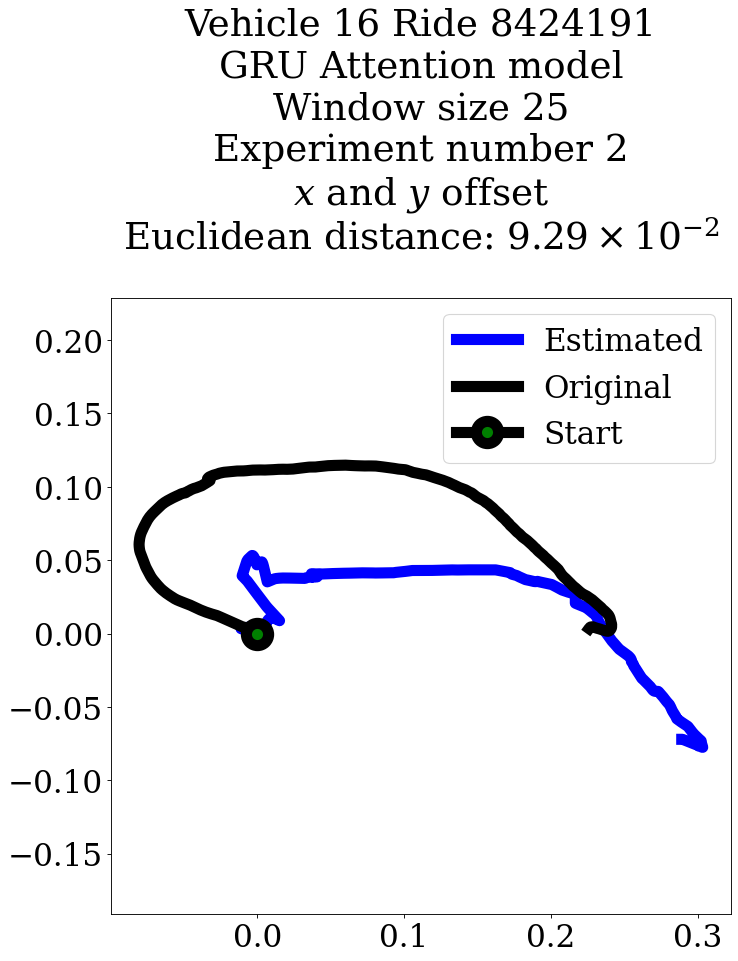 Vehicle 16 Ride 8424191
GRU Attention model
Window size 25
Experiment number 2
x and y offset
Euclidean distance: 9.29 × 10⁻²
Estimated
Original
Start
0.20
0.15
0.10
0.05
0.00
−0.05
−0.10
−0.15
0.0 0.1 0.2 0.3